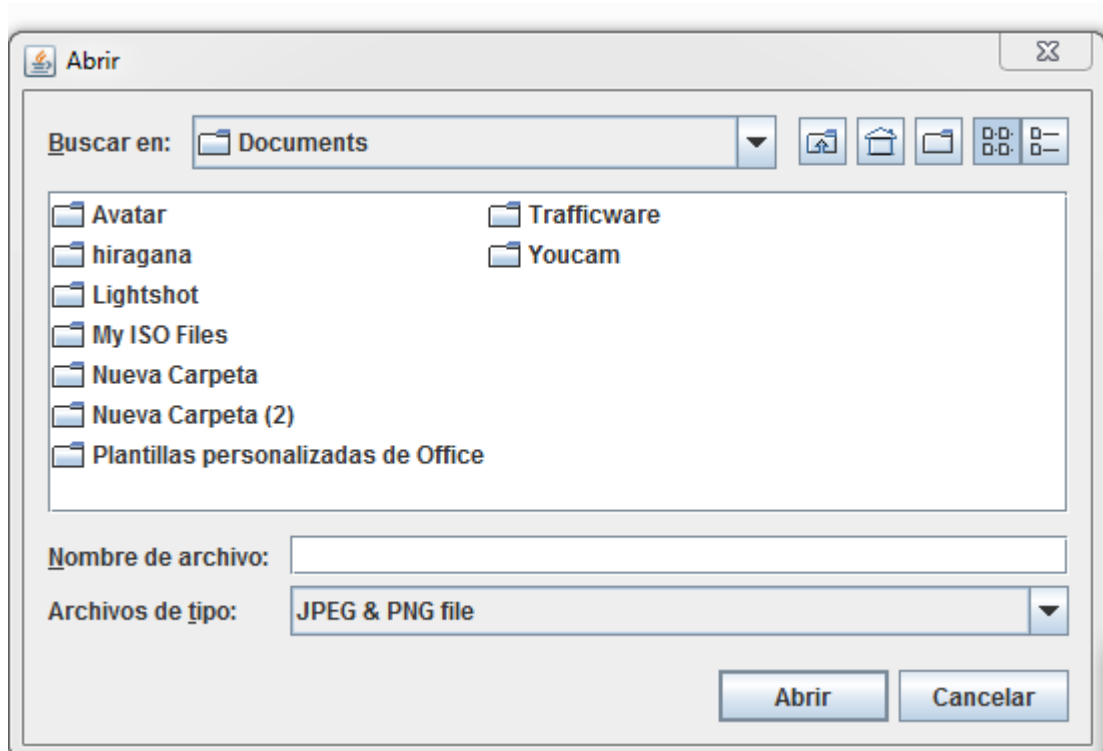 Abrir
Buscar en: Documents
Avatar
hiragana
Lightshot
My ISO Files
Nueva Carpeta
Nueva Carpeta (2)
Plantillas personalizadas de Office
Trafficware
Youcam
Nombre de archivo:
Archivos de tipo: JPEG & PNG file
Abrir Cancelar